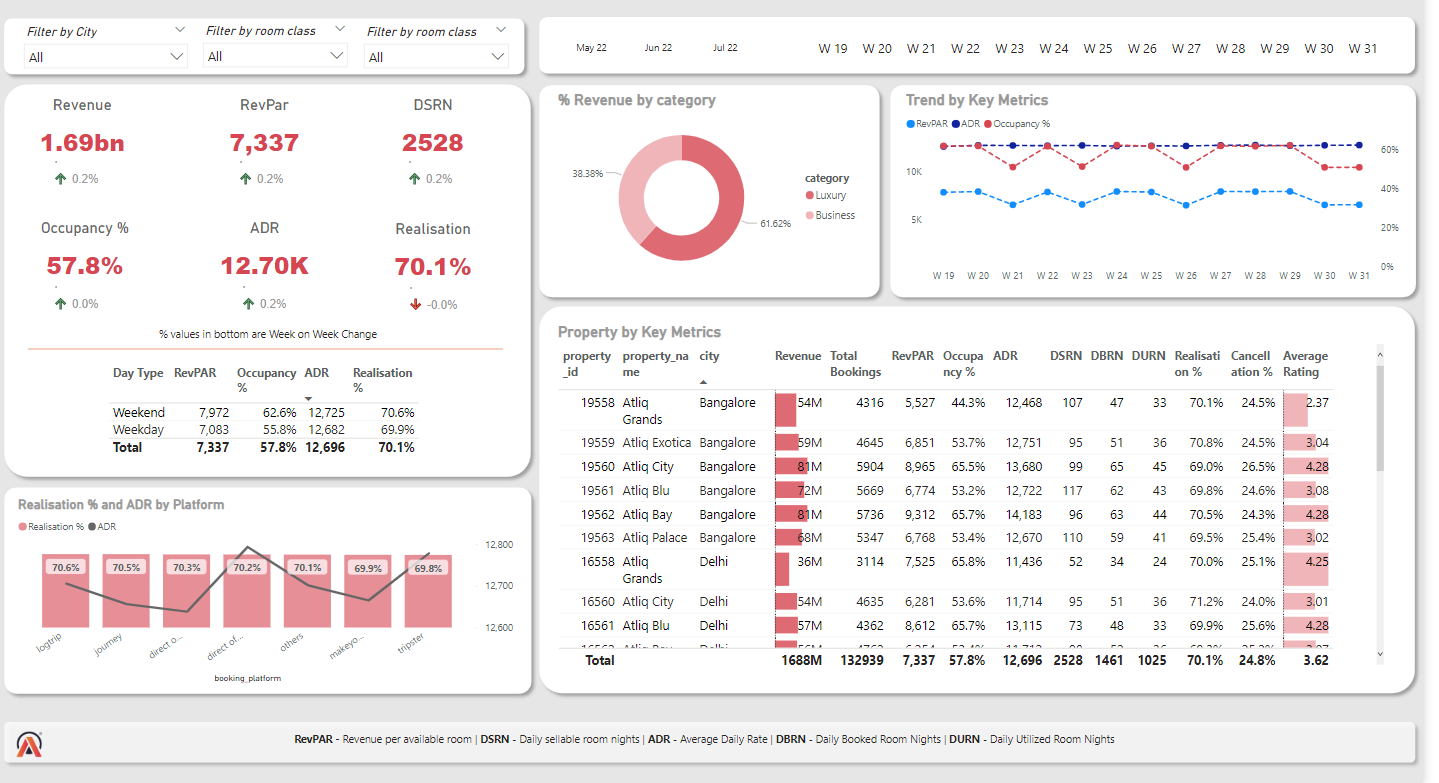 Filter by City
All
Filter by room class
All
Filter by room class
All
May 22 Jun 22 Jul 22
W 19 W 20 W 21 W 22 W 23 W 24 W 25 W 26 W 27 W 28 W 29 W 30 W 31
Revenue RevPar DSRN
1.69bn 7,337 2528
0.2% 0.2% 0.2%
Occupancy % ADR Realisation
57.8% 12.70K 70.1%
0.0% 0.2% -0.0%
% values in bottom are Week on Week Change
Day Type RevPAR Occupancy ADR Realisation
% %
Weekend 7,972 62.6% 12,725 70.6%
Weekday 7,083 55.8% 12,682 69.9%
Total 7,337 57.8% 12,696 70.1%
Realisation % and ADR by Platform
Realisation % ADR
70.6% 70.5% 70.3% 70.2% 70.1% 69.9% 69.8%
12,800
12,700
12,600
logtrip journey direct o... direct of... others makeyo... tripster
booking_platform
% Revenue by category
38.38%
61.62%
category
Luxury
Business
Trend by Key Metrics
RevPAR ADR Occupancy %
10K
5K
60%
40%
20%
0%
W 19 W 20 W 21 W 22 W 23 W 24 W 25 W 26 W 27 W 28 W 29 W 30 W 31
Property by Key Metrics
property property_na city Revenue Total RevPAR Occupa ADR DSRN DBRN DURN Realisati Cancell Average
_id me Bookings ncy % on % ation % Rating
19558 Atliq Bangalore 54M 4316 5,527 44.3% 12,468 107 47 33 70.1% 24.5% 2.37
Grands
19559 Atliq Exotica Bangalore 59M 4645 6,851 53.7% 12,751 95 51 36 70.8% 24.5% 3.04
19560 Atliq City Bangalore 81M 5904 8,965 65.5% 13,680 99 65 45 69.0% 26.5% 4.28
19561 Atliq Blu Bangalore 72M 5669 6,774 53.2% 12,722 117 62 43 69.8% 24.6% 3.08
19562 Atliq Bay Bangalore 81M 5736 9,312 65.7% 14,183 96 63 44 70.5% 24.3% 4.28
19563 Atliq Palace Bangalore 68M 5347 6,768 53.4% 12,670 110 59 41 69.5% 25.4% 3.02
16558 Atliq Delhi 36M 3114 7,525 65.8% 11,436 52 34 24 70.0% 25.1% 4.25
Grands
16560 Atliq City Delhi 54M 4635 6,281 53.6% 11,714 95 51 36 71.2% 24.0% 3.01
16561 Atliq Blu Delhi 57M 4362 8,612 65.7% 13,115 73 48 33 69.9% 25.6% 4.28
Total 1688M 132939 7,337 57.8% 12,696 2528 1461 1025 70.1% 24.8% 3.62
RevPAR - Revenue per available room | DSRN - Daily sellable room nights | ADR - Average Daily Rate | DBRN - Daily Booked Room Nights | DURN - Daily Utilized Room Nights